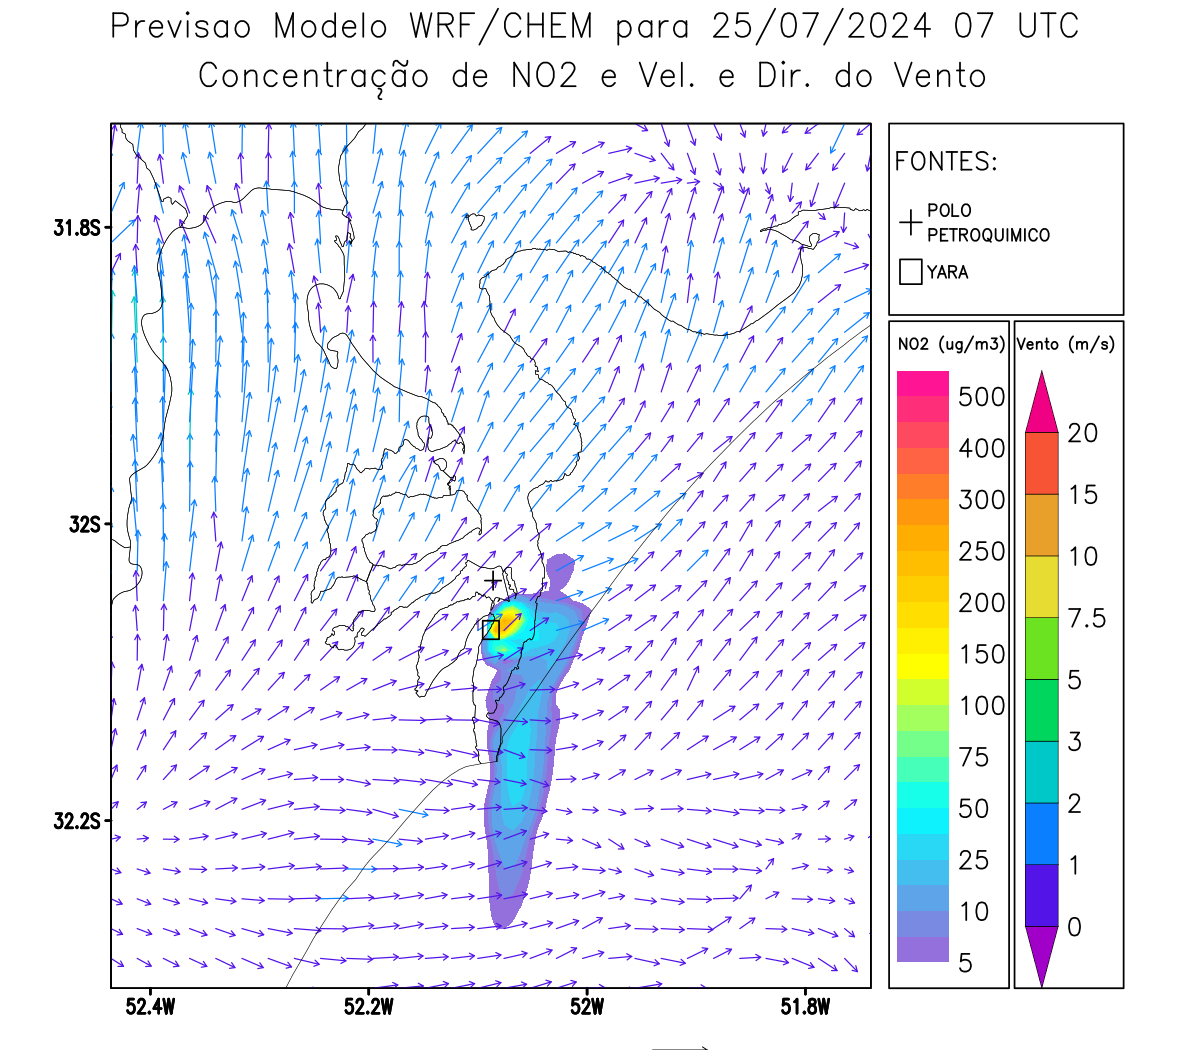 Previsao Modelo WRF/CHEM para 25/07/2024 07 UTC
Concentração de NO2 e Vel. e Dir. do Vento
FONTES:
POLO
PETROQUIMICO
YARA
NO2 (ug/m3)
500
400
300
250
200
150
100
75
50
25
10
5
Vento (m/s)
20
15
10
7.5
5
3
2
1
0
31.8S
32S
32.2S
52.4W
52.2W
52W
51.8W